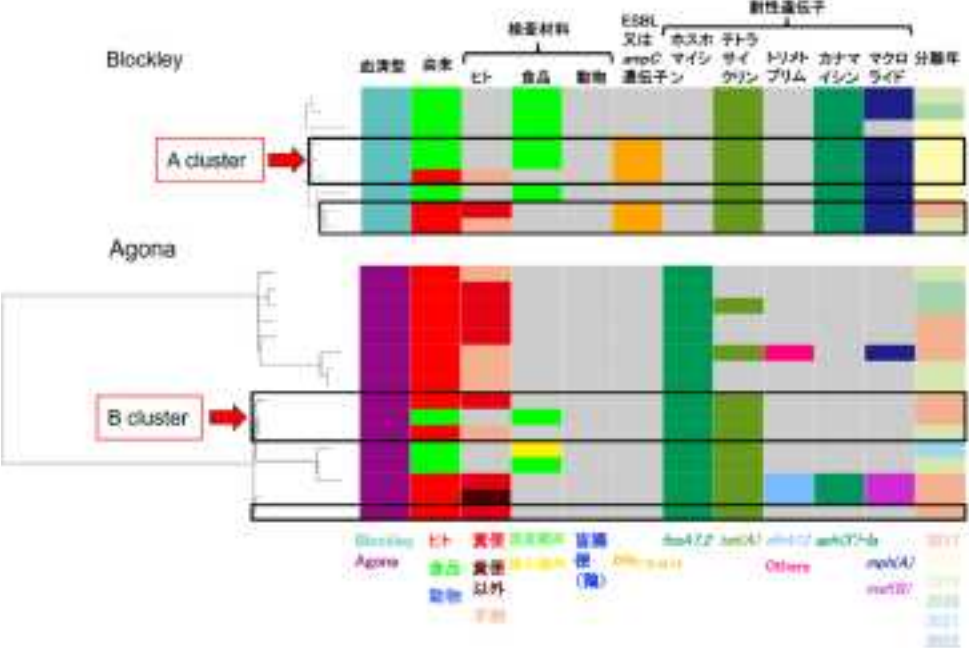 耐性遺伝子
検査材料
ESBL
又は
ampC
遺伝子
ホスホ
マイシ
ン
テトラ
サイ
クリン
トリメト
プリム
カナマ
イシン
マクロ
ライド
分離年
Blockley
血清型
由来
ヒト
食品
動物
A cluster
Agona
B cluster
Blockley
Agona
ヒト
食品
動物
糞便
糞便
以外
不明
盲腸
便
(鶏)
fosA7.2
tet(A)
Others
aph(3')-Ia
mph(A)
2017
2020
2021
2022